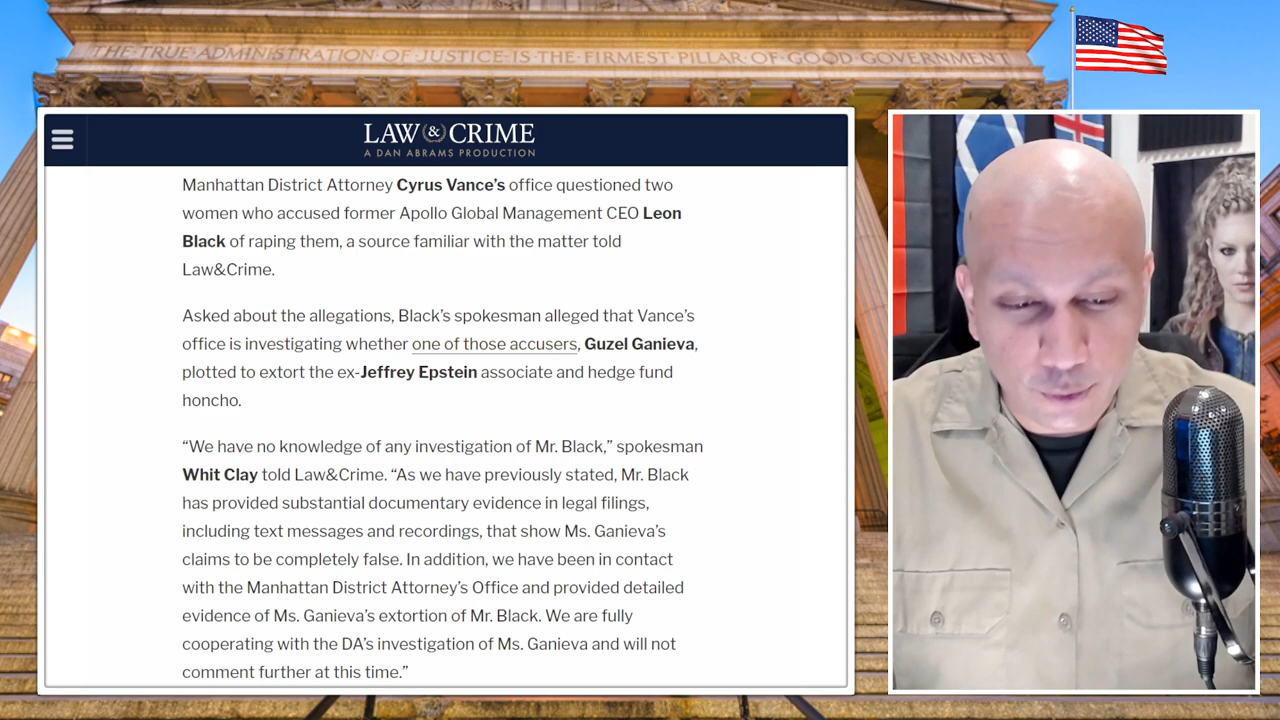 THE TRUE ADMINISTRATION OF JUSTICE IS THE FIRMEST PILLAR OF GOOD GOVERNMENT
LAW & CRIME
A DAN ABRAMS PRODUCTION
Manhattan District Attorney Cyrus Vance’s office questioned two
women who accused former Apollo Global Management CEO Leon
Black of raping them, a source familiar with the matter told
Law&Crime.
Asked about the allegations, Black’s spokesman alleged that Vance’s
office is investigating whether one of those accusers, Guzel Ganieva,
plotted to extort the ex-Jeffrey Epstein associate and hedge fund
honcho.
“We have no knowledge of any investigation of Mr. Black,” spokesman
Whit Clay told Law&Crime. “As we have previously stated, Mr. Black
has provided substantial documentary evidence in legal filings,
including text messages and recordings, that show Ms. Ganieva’s
claims to be completely false. In addition, we have been in contact
with the Manhattan District Attorney’s Office and provided detailed
evidence of Ms. Ganieva’s extortion of Mr. Black. We are fully
cooperating with the DA’s investigation of Ms. Ganieva and will not
comment further at this time.”